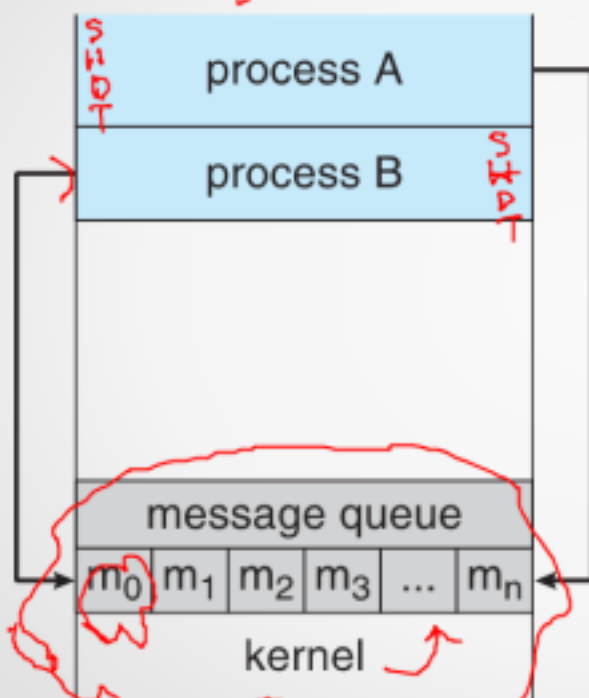 process A
process B
message queue
m₀ m₁ m₂ m₃ ... mₙ
kernel